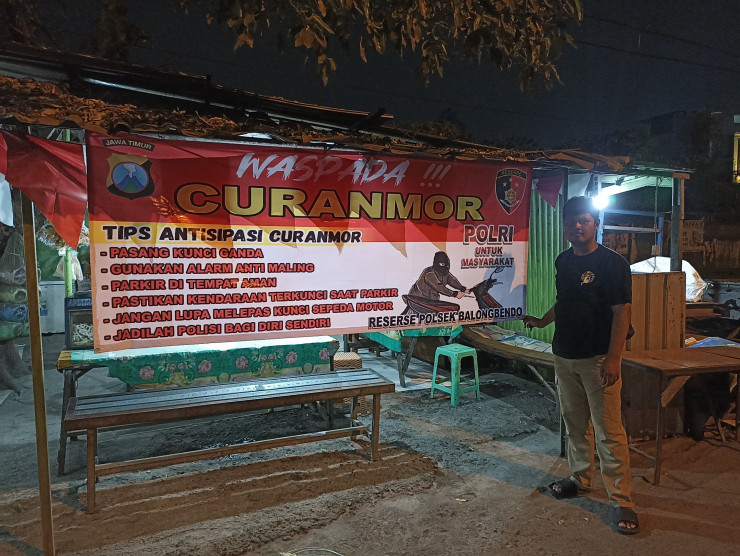 JAWA TIMUR
WASPADA !!!
CURANMOR
TIPS ANTISIPASI CURANMOR
- PASANG KUNCI GANDA
- GUNAKAN ALARM ANTI MALING
- PARKIR DI TEMPAT AMAN
- PASTIKAN KENDARAAN TERKUNCI SAAT PARKIR
- JANGAN LUPA MELEPAS KUNCI SEPEDA MOTOR
- JADILAH POLISI BAGI DIRI SENDIRI
POLRI
UNTUK
MASYARAKAT
RESERSE POLSEK BALONGBENDO